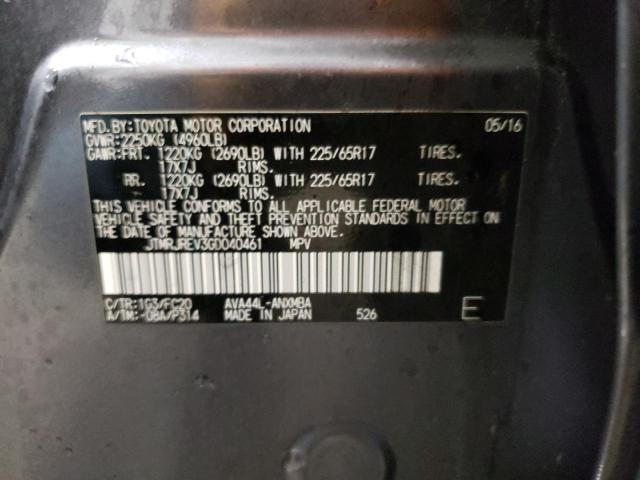 MFD.BY:TOYOTA MOTOR CORPORATION 05/16
GVWR:2250KG (4960LB)
GAWR:FRT. 1220KG (2690LB) WITH 225/65R17 TIRES.
17X7J RIMS.
RR. 1220KG (2690LB) WITH 225/65R17 TIRES.
17X7J RIMS.
THIS VEHICLE CONFORMS TO ALL APPLICABLE FEDERAL MOTOR
VEHICLE SAFETY AND THEFT PREVENTION STANDARDS IN EFFECT ON
THE DATE OF MANUFACTURE SHOWN ABOVE.
JTMRJREV3GD040461 MPV
C/TR:1G3/FC20 AVA44L-ANXMBA
A/TM:-08A/P314 MADE IN JAPAN 526 E